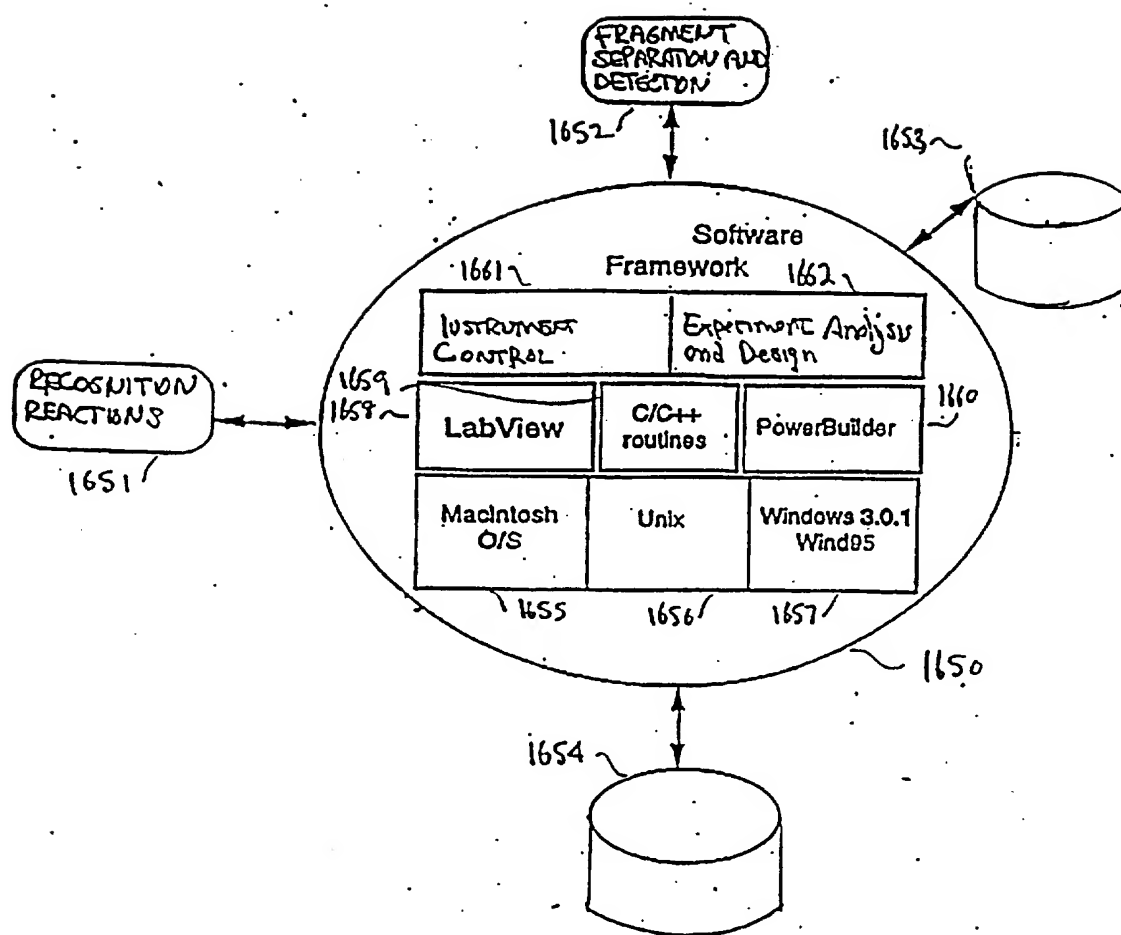 FRAGMENT
SEPARATION AND
DETECTION
1652
1653
Software
Framework
1661
1662
INSTRUMENT
CONTROL
Experiment Analysis
and Design
RECOGNITION
REACTIONS
1651
1659
1658
LabView
C/C++
routines
PowerBuilder
1660
Macintosh
O/S
Unix
Windows 3.0.1
Wind95
1655
1656
1657
1650
1654